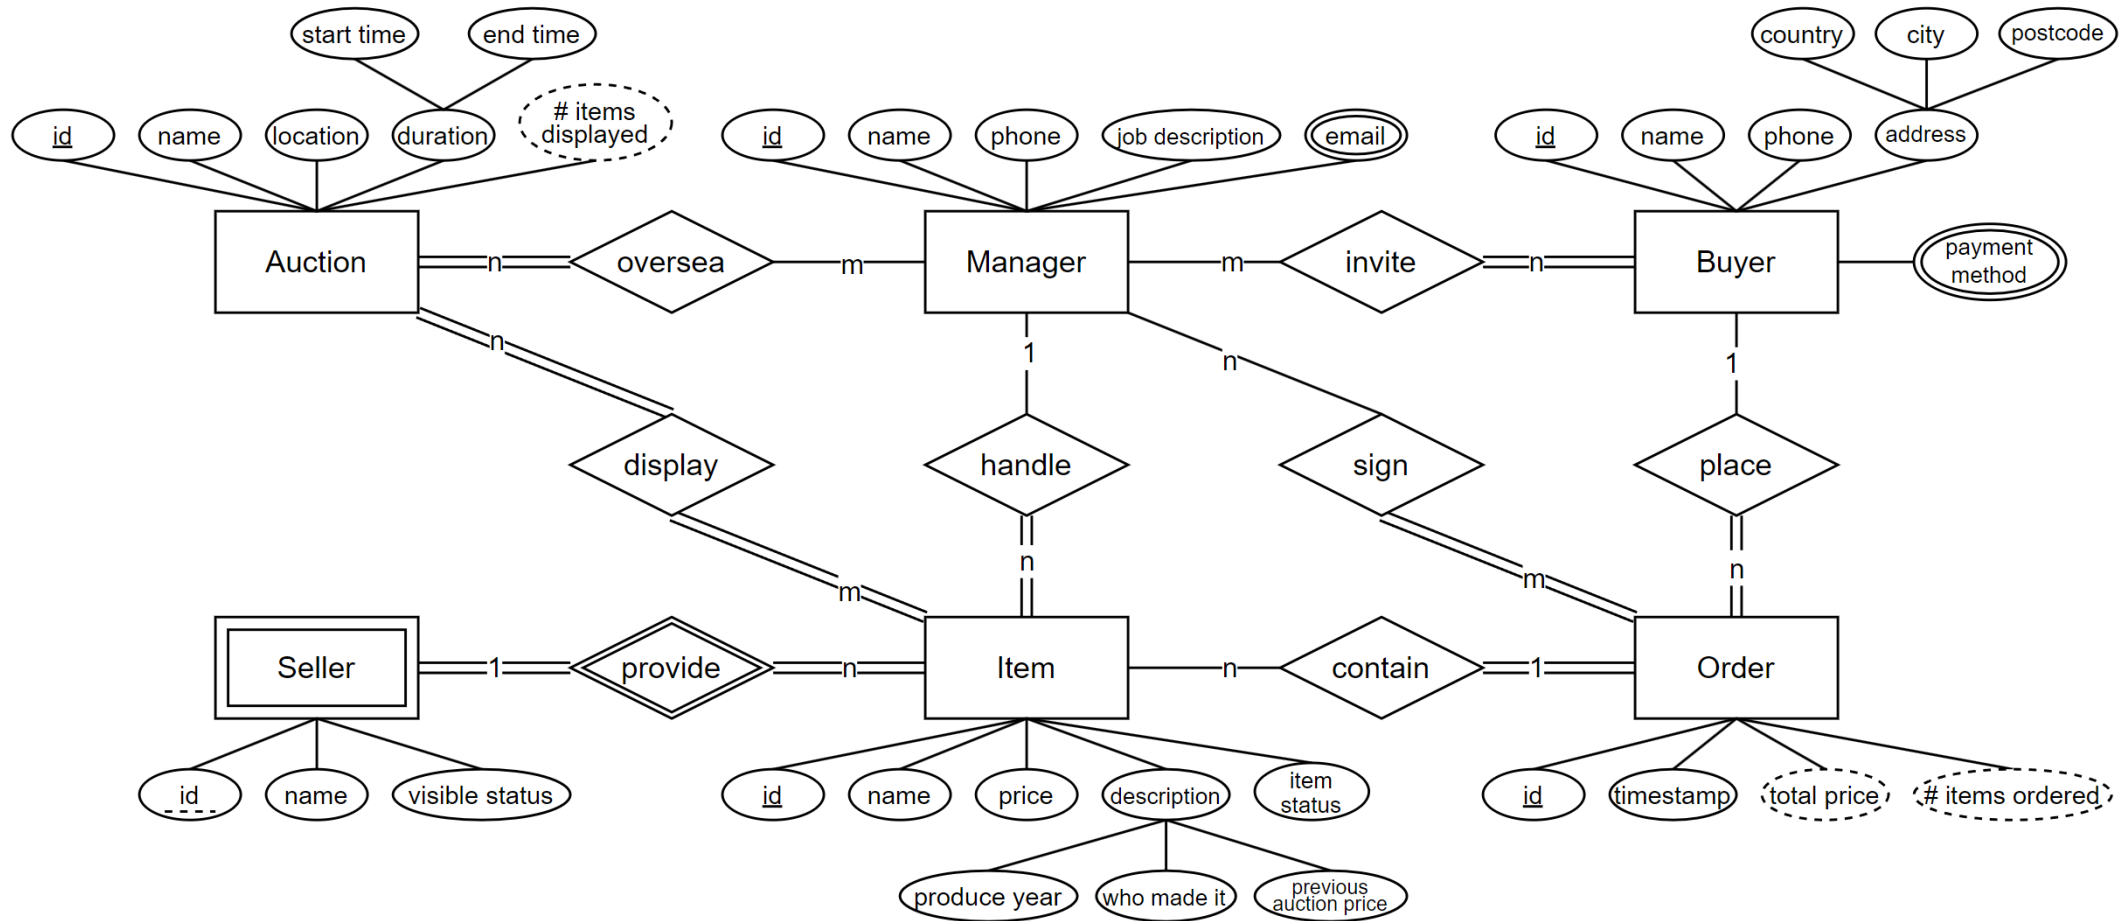 start time
end time
country
city
postcode
id
name
location
duration
# items
displayed
id
name
phone
job description
email
id
name
phone
address
Auction
n
oversea
m
Manager
m
invite
n
Buyer
payment
method
n
1
n
1
display
handle
sign
place
m
n
m
n
Seller
1
provide
n
Item
n
contain
1
Order
id
name
visible status
id
name
price
description
item
status
id
timestamp
total price
# items ordered
produce year
who made it
previous
auction price